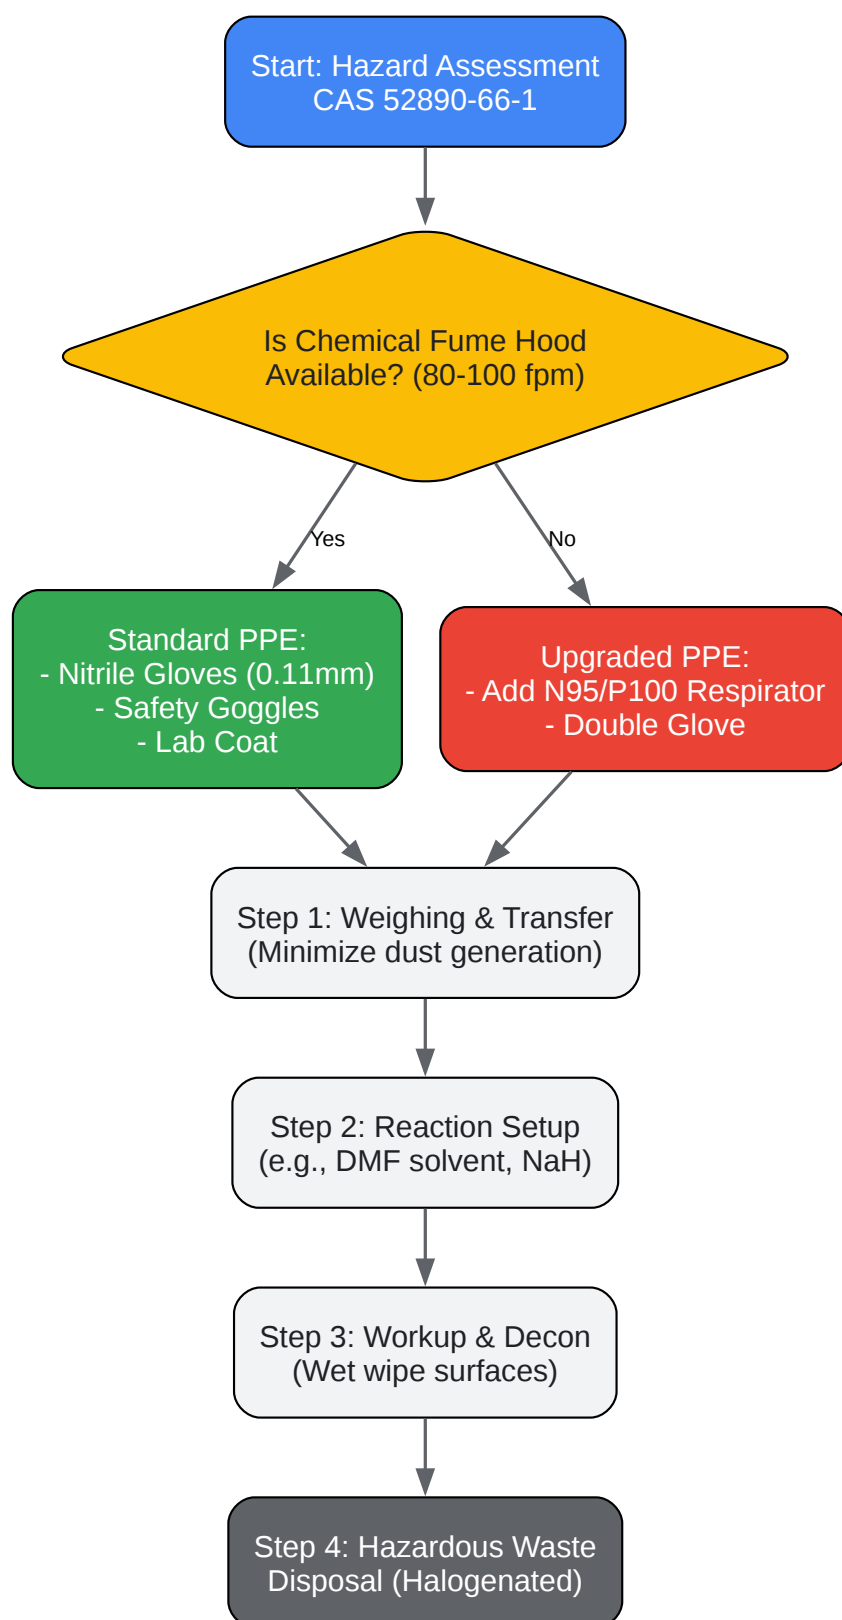 Start: Hazard Assessment
CAS 52890-66-1
Is Chemical Fume Hood
Available? (80-100 fpm)
Yes
No
Standard PPE:
- Nitrile Gloves (0.11mm)
- Safety Goggles
- Lab Coat
Upgraded PPE:
- Add N95/P100 Respirator
- Double Glove
Step 1: Weighing & Transfer
(Minimize dust generation)
Step 2: Reaction Setup
(e.g., DMF solvent, NaH)
Step 3: Workup & Decon
(Wet wipe surfaces)
Step 4: Hazardous Waste
Disposal (Halogenated)